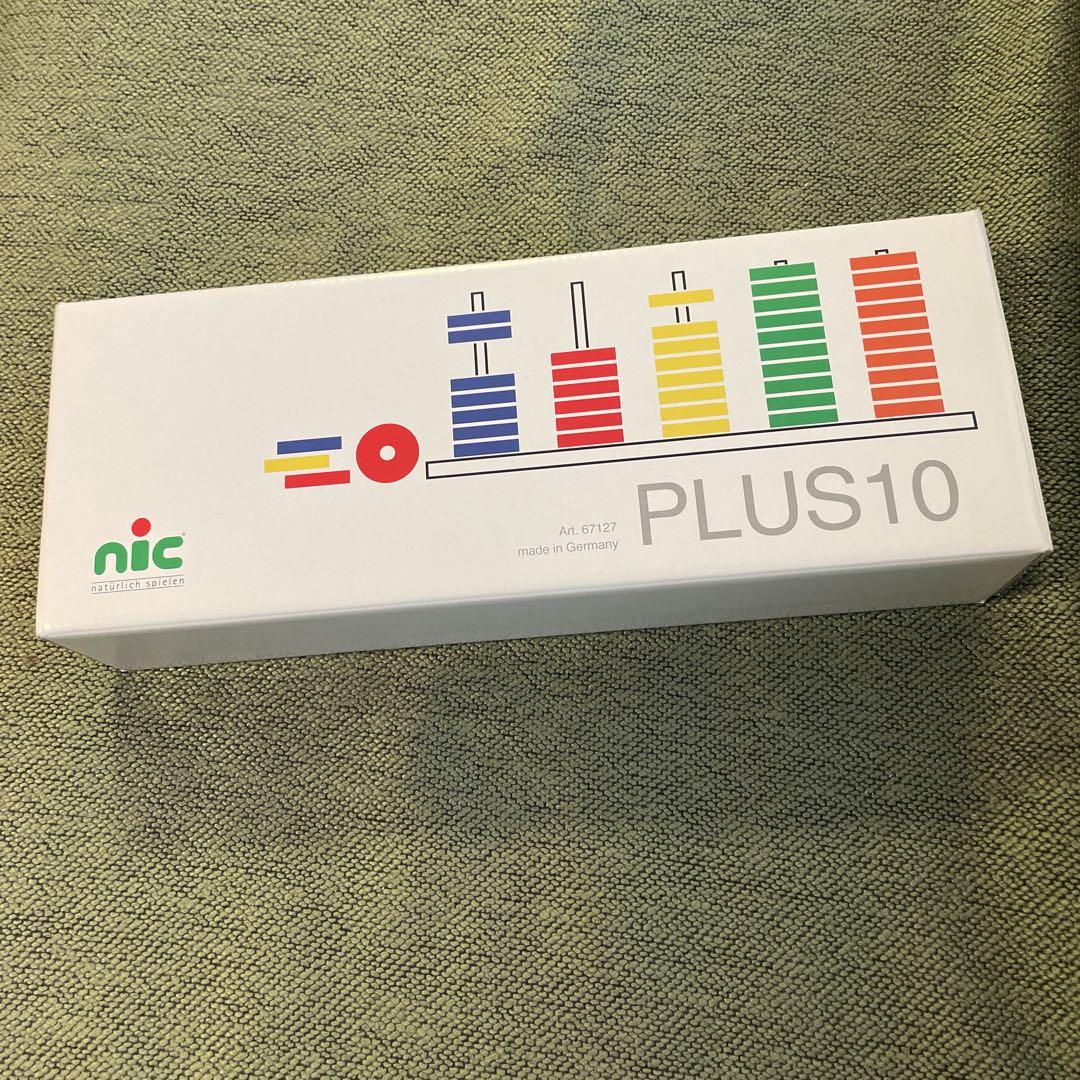 nic
natürlich spielen
Art. 67127
made in Germany
PLUS10